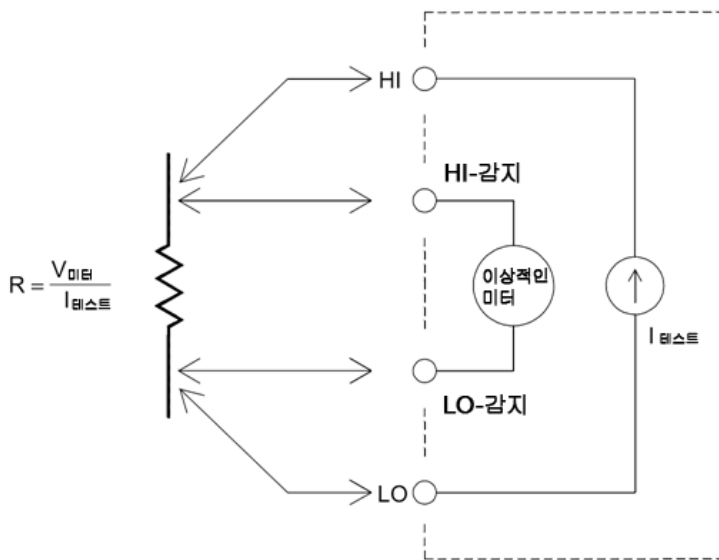 HI
HI-감지
R = V미터 / I테스트
이상적인
미터
I 테스트
LO-감지
LO